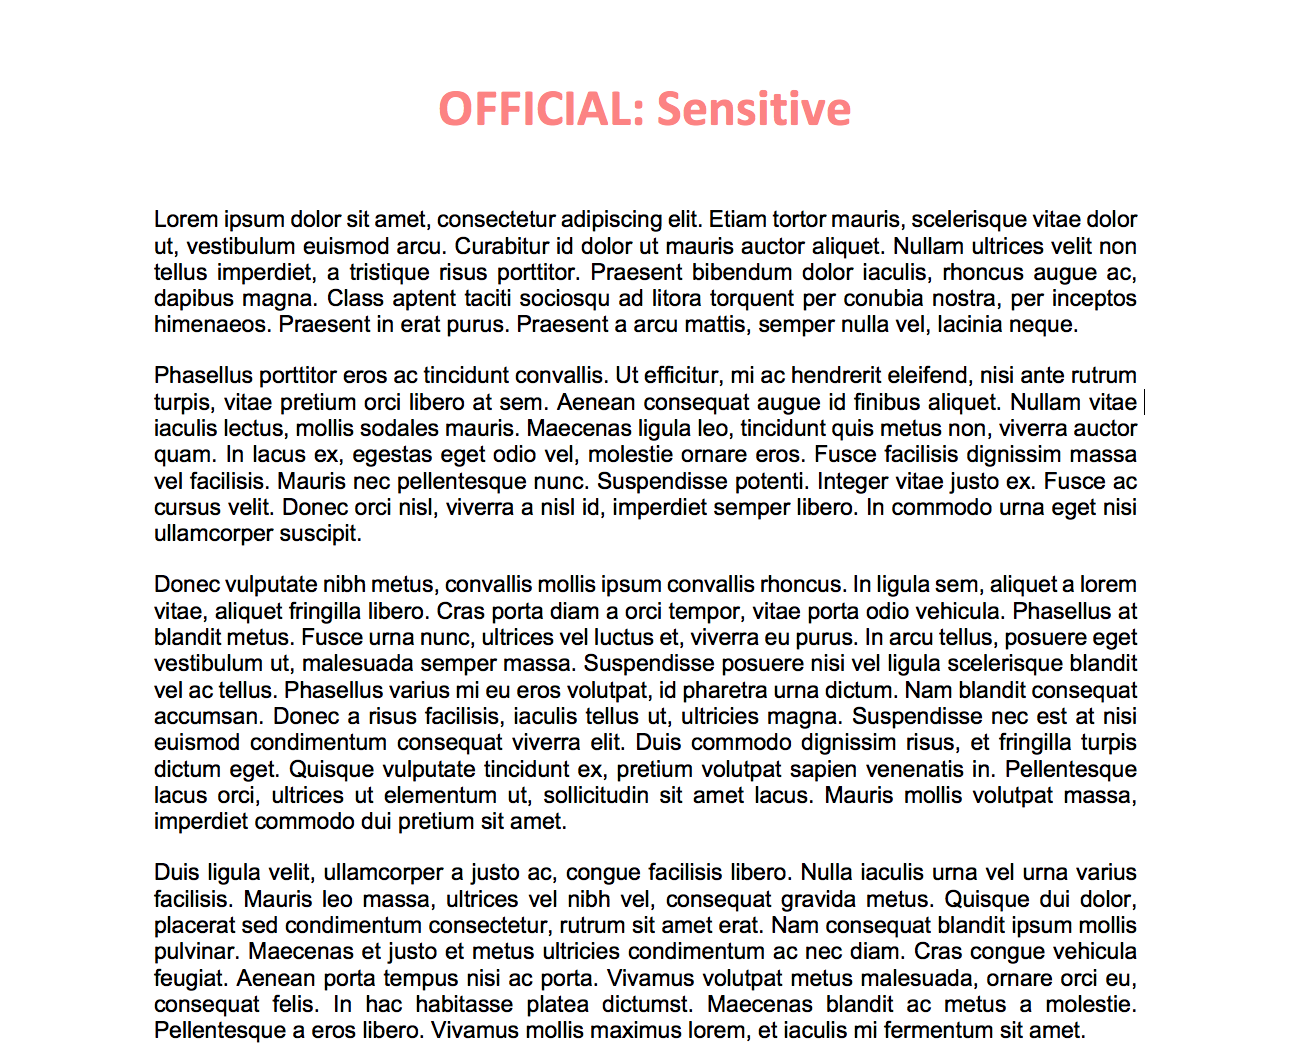 OFFICIAL: Sensitive
Lorem ipsum dolor sit amet, consectetur adipiscing elit. Etiam tortor mauris, scelerisque vitae dolor
ut, vestibulum euismod arcu. Curabitur id dolor ut mauris auctor aliquet. Nullam ultrices velit non
tellus imperdiet, a tristique risus porttitor. Praesent bibendum dolor iaculis, rhoncus augue ac,
dapibus magna. Class aptent taciti sociosqu ad litora torquent per conubia nostra, per inceptos
himenaeos. Praesent in erat purus. Praesent a arcu mattis, semper nulla vel, lacinia neque.
Phasellus porttitor eros ac tincidunt convallis. Ut efficitur, mi ac hendrerit eleifend, nisi ante rutrum
turpis, vitae pretium orci libero at sem. Aenean consequat augue id finibus aliquet. Nullam vitae
iaculis lectus, mollis sodales mauris. Maecenas ligula leo, tincidunt quis metus non, viverra auctor
quam. In lacus ex, egestas eget odio vel, molestie ornare eros. Fusce facilisis dignissim massa
vel facilisis. Mauris nec pellentesque nunc. Suspendisse potenti. Integer vitae justo ex. Fusce ac
cursus velit. Donec orci nisl, viverra a nisl id, imperdiet semper libero. In commodo urna eget nisi
ullamcorper suscipit.
Donec vulputate nibh metus, convallis mollis ipsum convallis rhoncus. In ligula sem, aliquet a lorem
vitae, aliquet fringilla libero. Cras porta diam a orci tempor, vitae porta odio vehicula. Phasellus at
blandit metus. Fusce urna nunc, ultrices vel luctus et, viverra eu purus. In arcu tellus, posuere eget
vestibulum ut, malesuada semper massa. Suspendisse posuere nisi vel ligula scelerisque blandit
vel ac tellus. Phasellus varius mi eu eros volutpat, id pharetra urna dictum. Nam blandit consequat
accumsan. Donec a risus facilisis, iaculis tellus ut, ultricies magna. Suspendisse nec est at nisi
euismod condimentum consequat viverra elit. Duis commodo dignissim risus, et fringilla turpis
dictum eget. Quisque vulputate tincidunt ex, pretium volutpat sapien venenatis in. Pellentesque
lacus orci, ultrices ut elementum ut, sollicitudin sit amet lacus. Mauris mollis volutpat massa,
imperdiet commodo dui pretium sit amet.
Duis ligula velit, ullamcorper a justo ac, congue facilisis libero. Nulla iaculis urna vel urna varius
facilisis. Mauris leo massa, ultrices vel nibh vel, consequat gravida metus. Quisque dui dolor,
placerat sed condimentum consectetur, rutrum sit amet erat. Nam consequat blandit ipsum mollis
pulvinar. Maecenas et justo et metus ultricies condimentum ac nec diam. Cras congue vehicula
feugiat. Aenean porta tempus nisi ac porta. Vivamus volutpat metus malesuada, ornare orci eu,
consequat felis. In hac habitasse platea dictumst. Maecenas blandit ac metus a molestie.
Pellentesque a eros libero. Vivamus mollis maximus lorem, et iaculis mi fermentum sit amet.